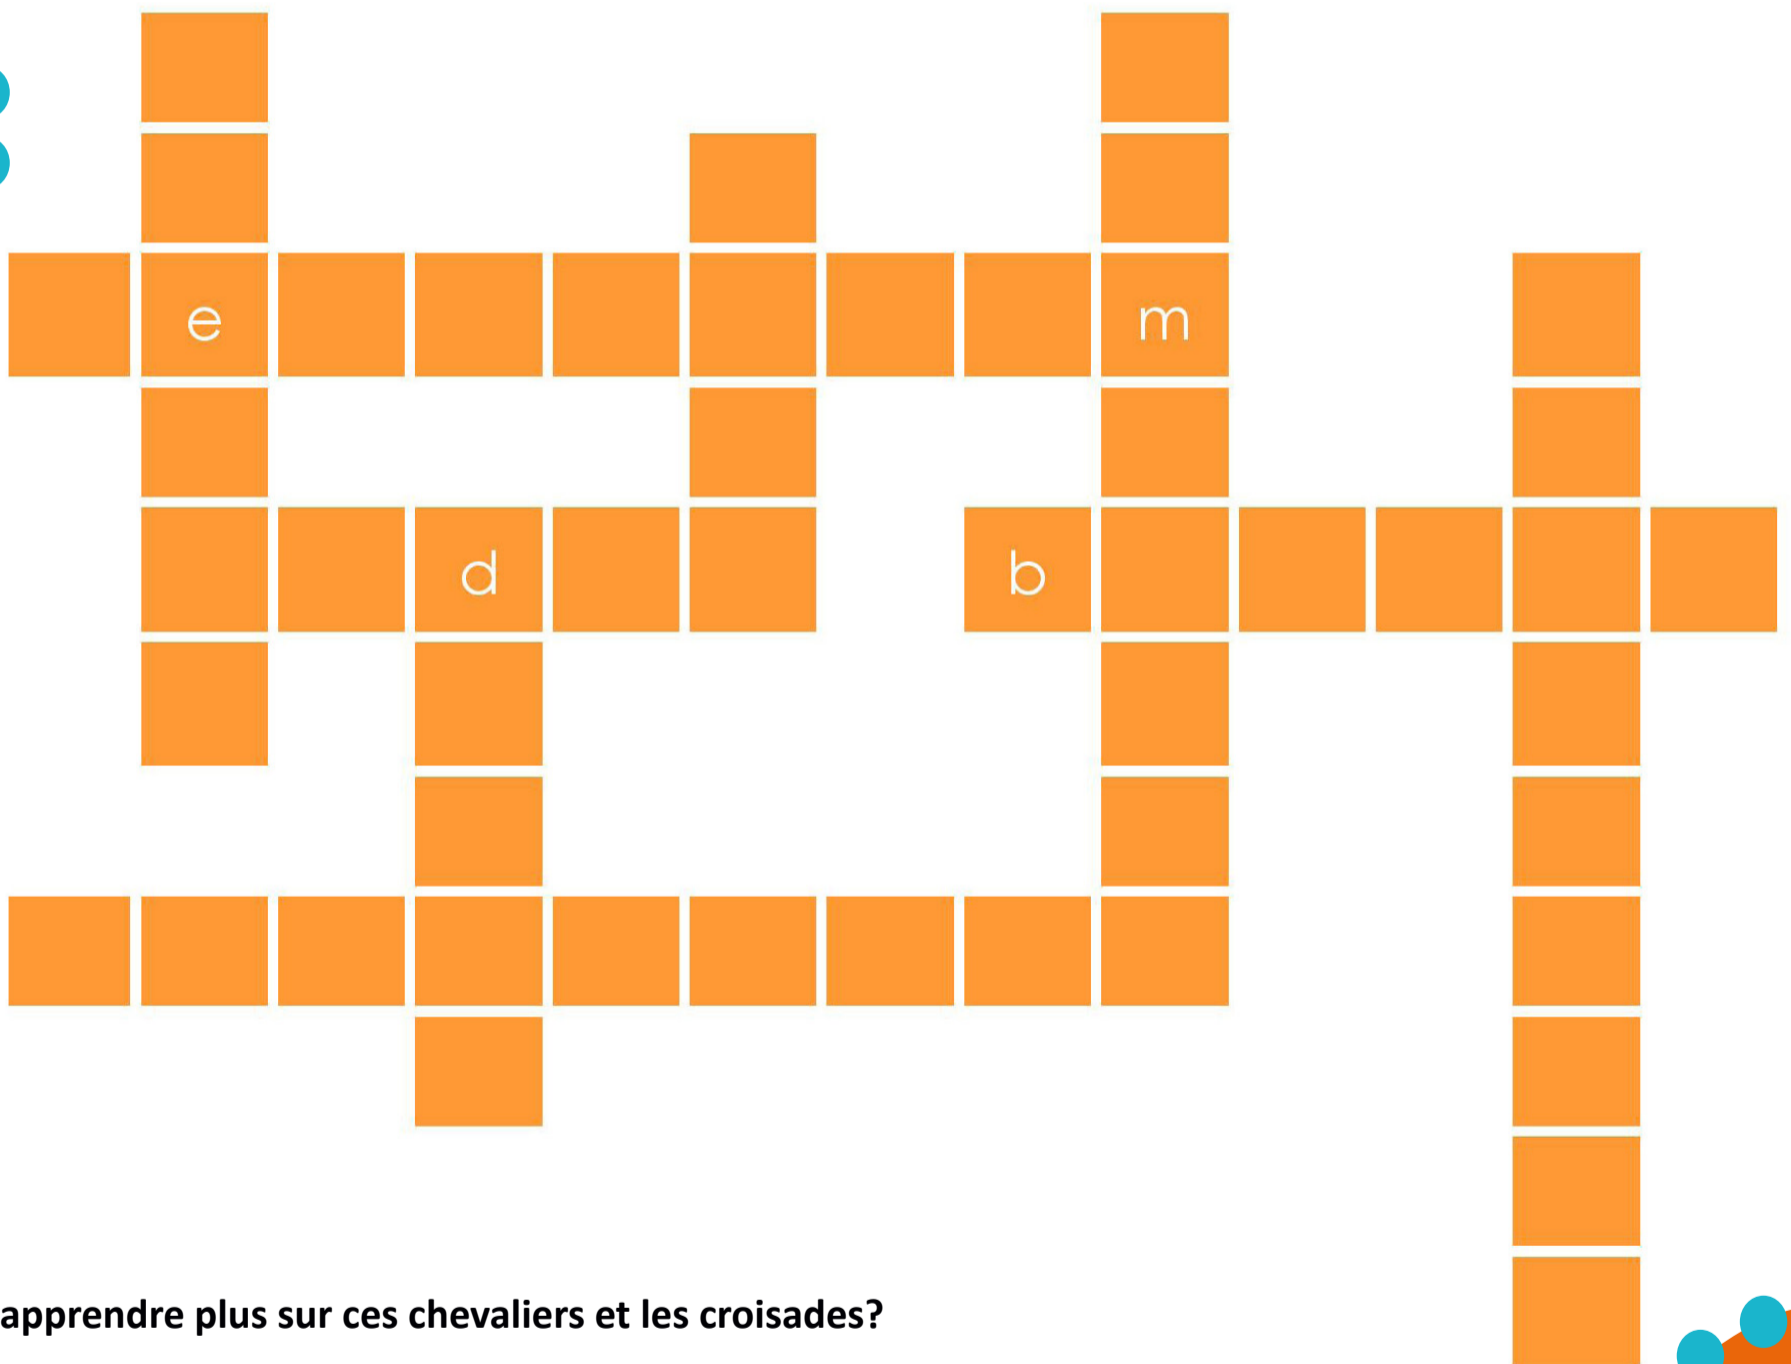 e m
d b
apprendre plus sur ces chevaliers et les croisades?